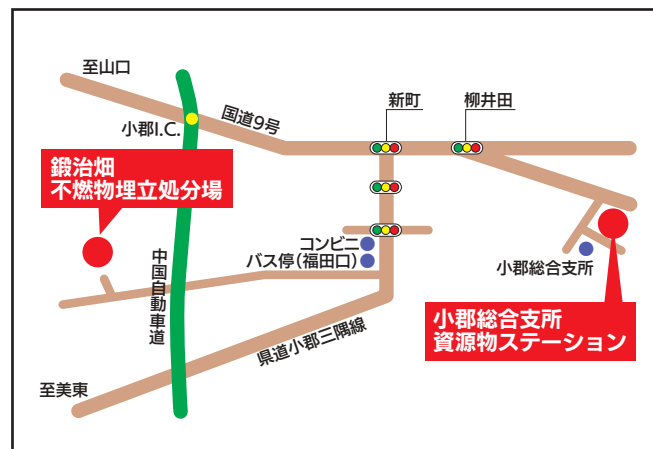 至山口
新町
柳井田
国道9号
小郡I.C.
鍛治畑
不燃物埋立処分場
コンビニ
バス停(福田口)
小郡総合支所
中国自動車道
小郡総合支所
資源物ステーション
県道小郡三隅線
至美東